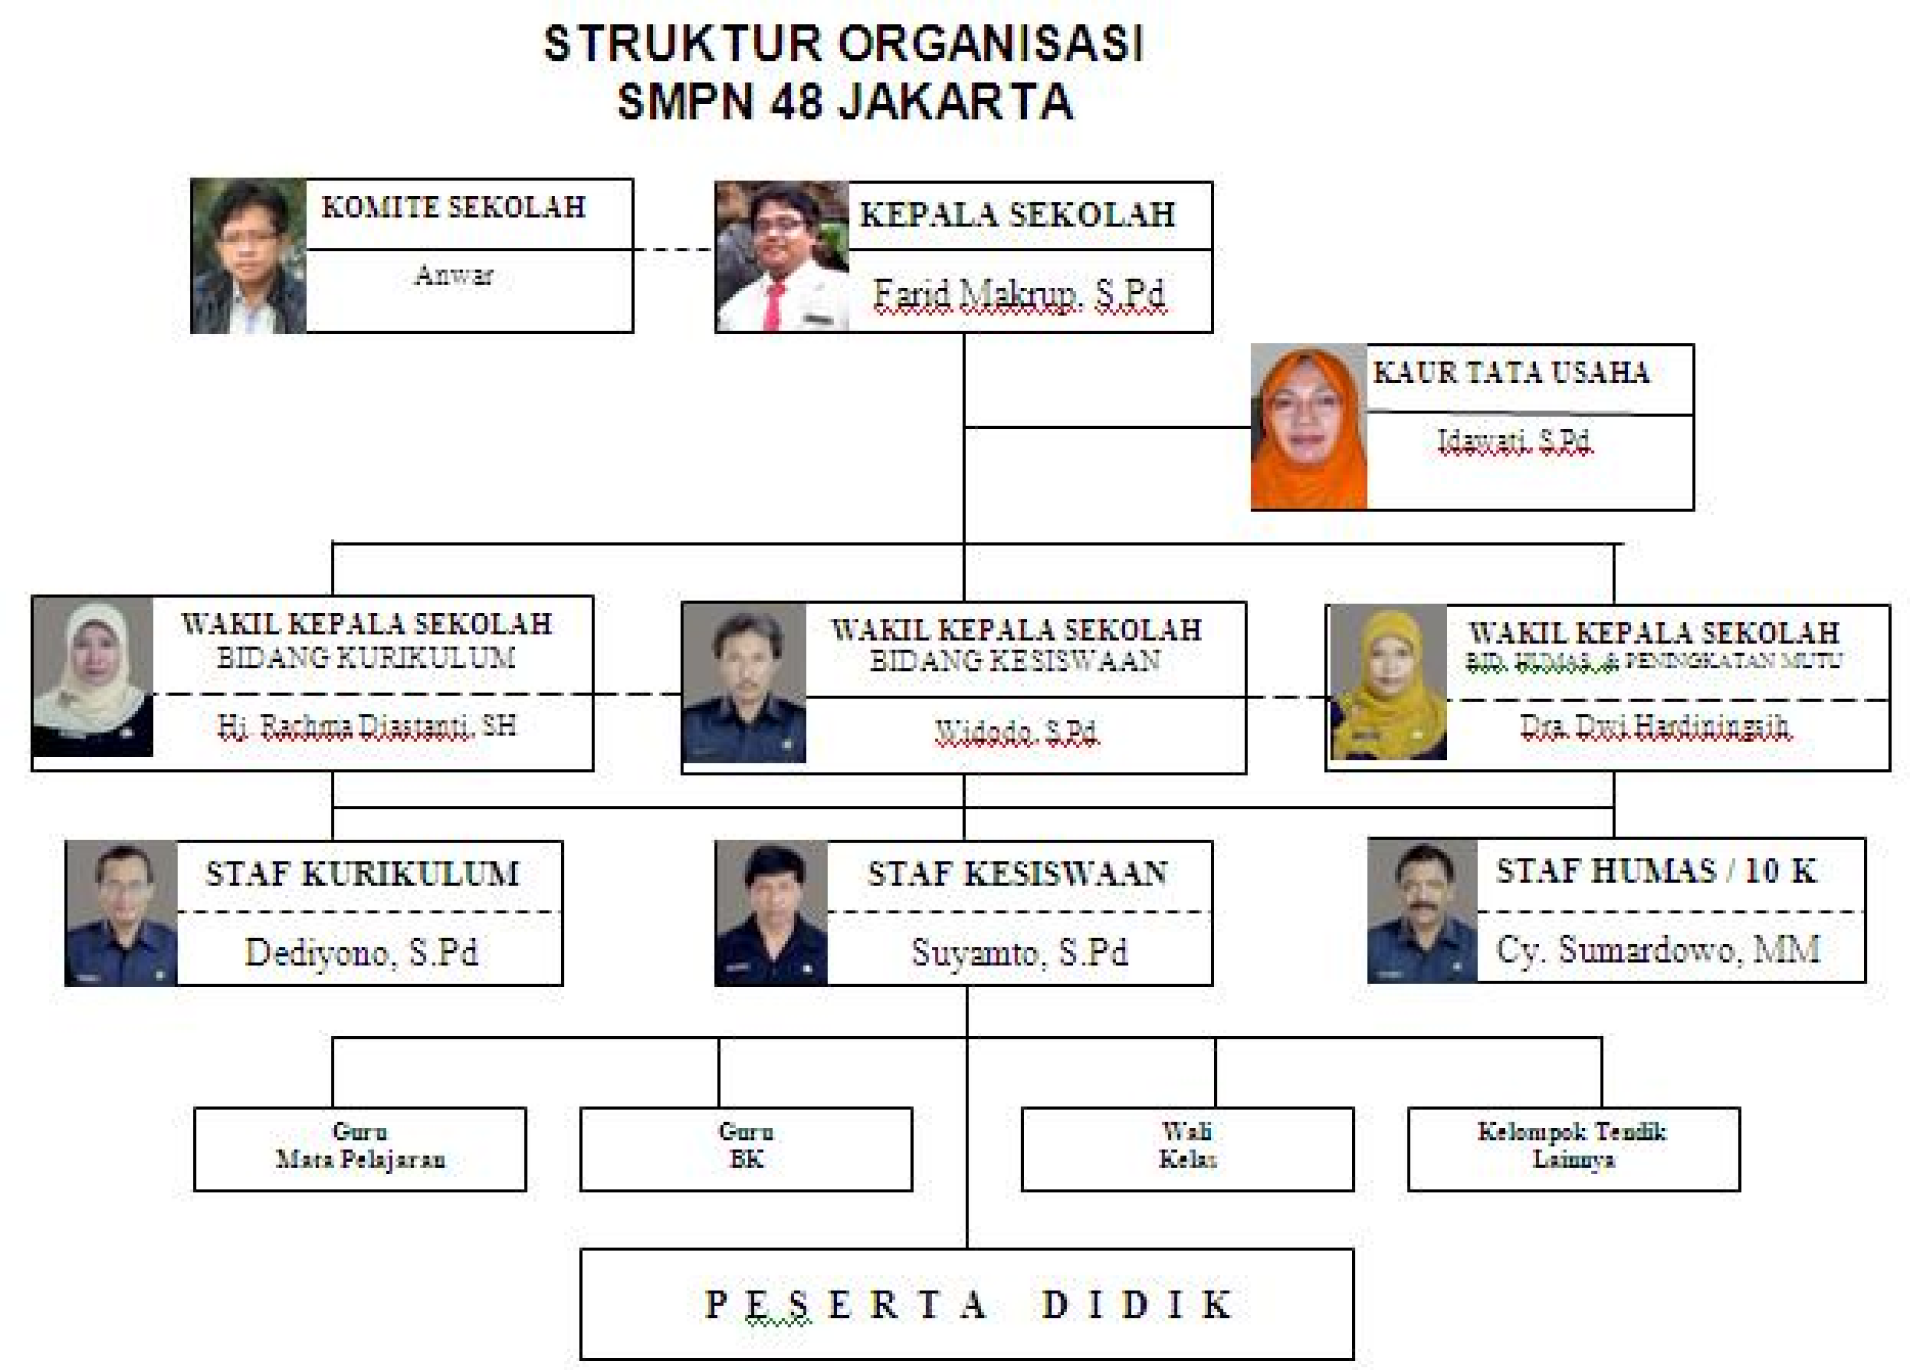 STRUKTUR ORGANISASI
SMPN 48 JAKARTA
KOMITE SEKOLAH
Anwar
KEPALA SEKOLAH
Farid Makrup, S.Pd
KAUR TATA USAHA
Idawati, S.Pd
WAKIL KEPALA SEKOLAH
BIDANG KURIKULUM
Hj. Rachma Diastanti, SH
WAKIL KEPALA SEKOLAH
BIDANG KESISWAAN
Widodo, S.Pd
WAKIL KEPALA SEKOLAH
BID. HUMAS & PENINGKATAN MUTU
Dra. Dwi Hardiningsih
STAF KURIKULUM
Dediyono, S.Pd
STAF KESISWAAN
Suyamto, S.Pd
STAF HUMAS / 10 K
Cy. Sumardowo, MM
Guru
Mata Pelajaran
Guru
BK
Wali
Kelas
Kelompok Tendik
Lainnya
PESERTA DIDIK